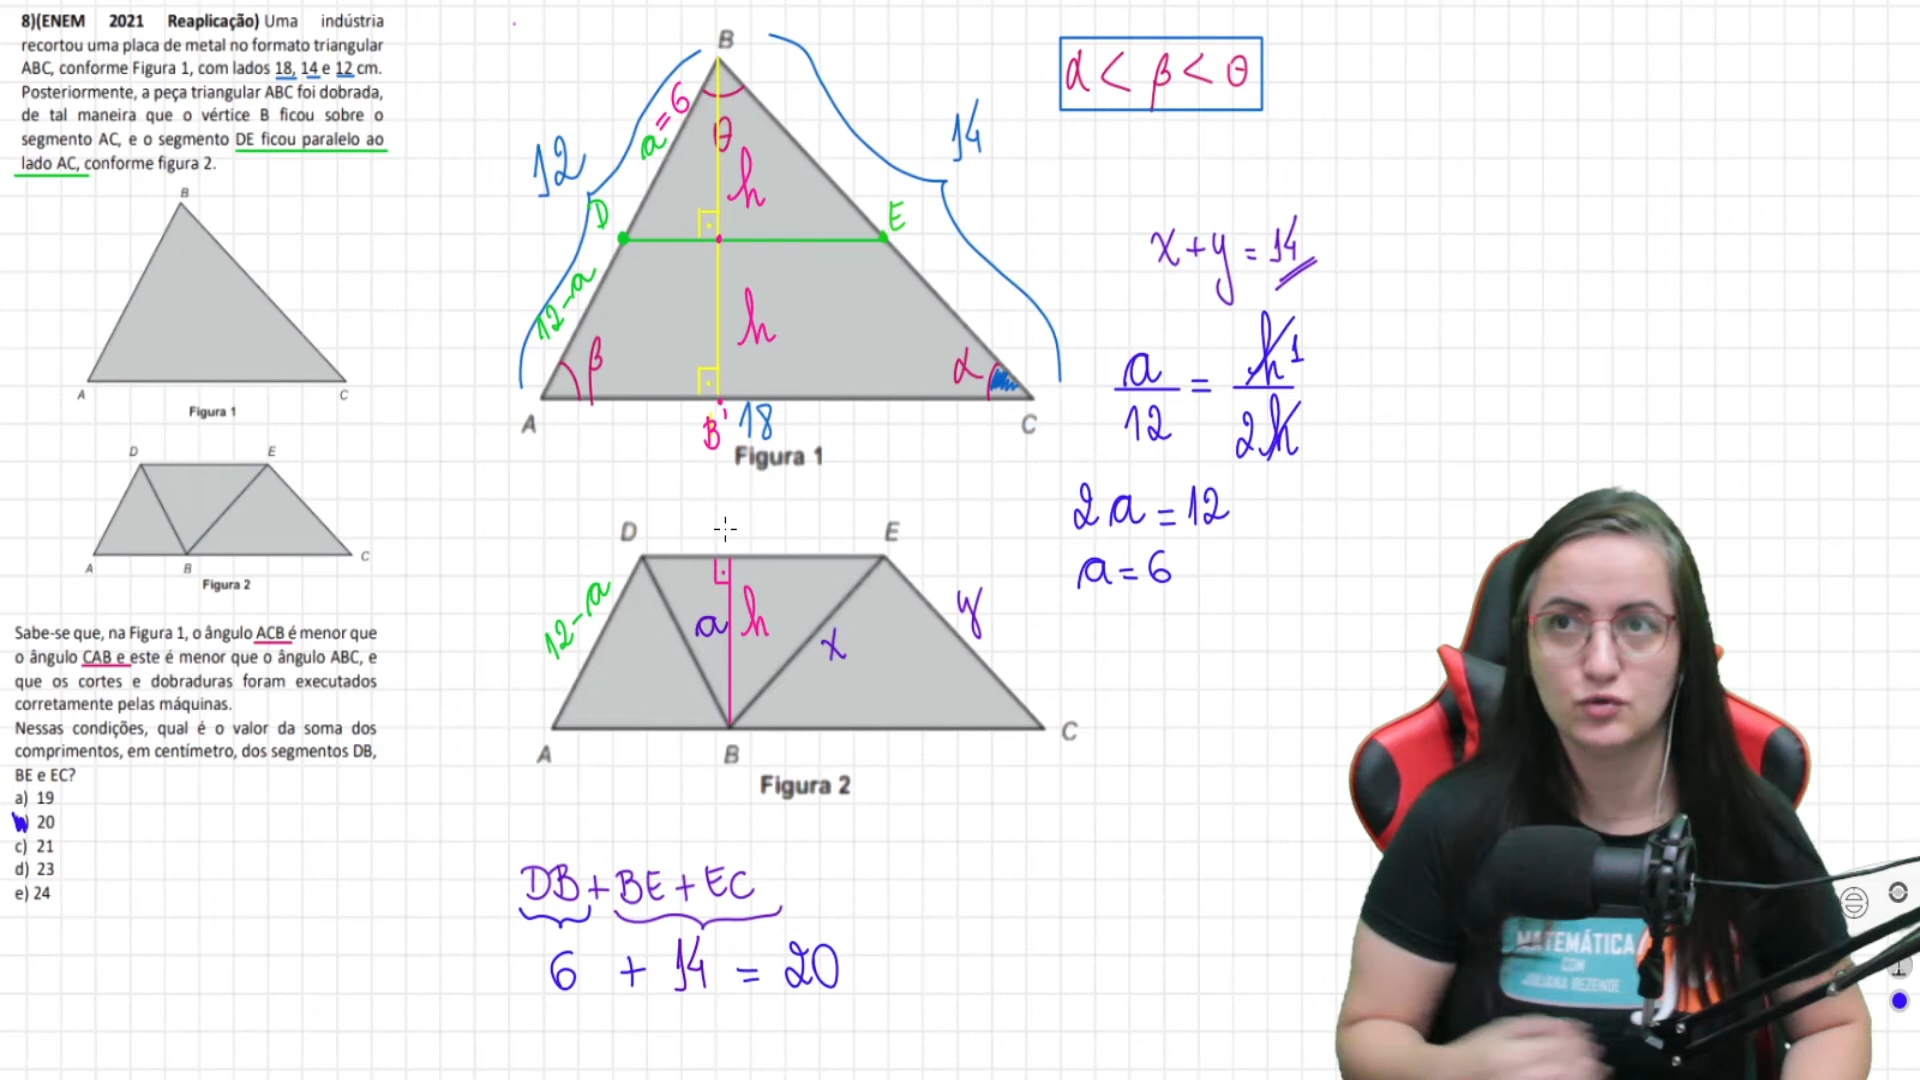 8)(ENEM 2021 Reaplicação) Uma indústria
recortou uma placa de metal no formato triangular
ABC, conforme Figura 1, com lados 18, 14 e 12 cm.
Posteriormente, a peça triangular ABC foi dobrada,
de tal maneira que o vértice B ficou sobre o
segmento AC, e o segmento DE ficou paralelo ao
lado AC, conforme figura 2.
B
A
C
Figura 1
D
E
A
B
C
Figura 2
Sabe-se que, na Figura 1, o ângulo ACB é menor que
o ângulo CAB e este é menor que o ângulo ABC, e
que os cortes e dobraduras foram executados
corretamente pelas máquinas.
Nessas condições, qual é o valor da soma dos
comprimentos, em centímetro, dos segmentos DB,
BE e EC?
a) 19
) 20
c) 21
d) 23
e) 24
B
a=6
θ
12
14
h
D
E
12-a
h
β
α
A
B'
18
C
Figura 1
D
E
12-a
a
h
x
y
A
B
C
Figura 2
DB + BE + EC
6 + 14 = 20
α < β < θ
x+y = 14
a/12 = h 1/2h
2a = 12
a = 6
MATEMÁTICA
COM
JULIANA REZENDE